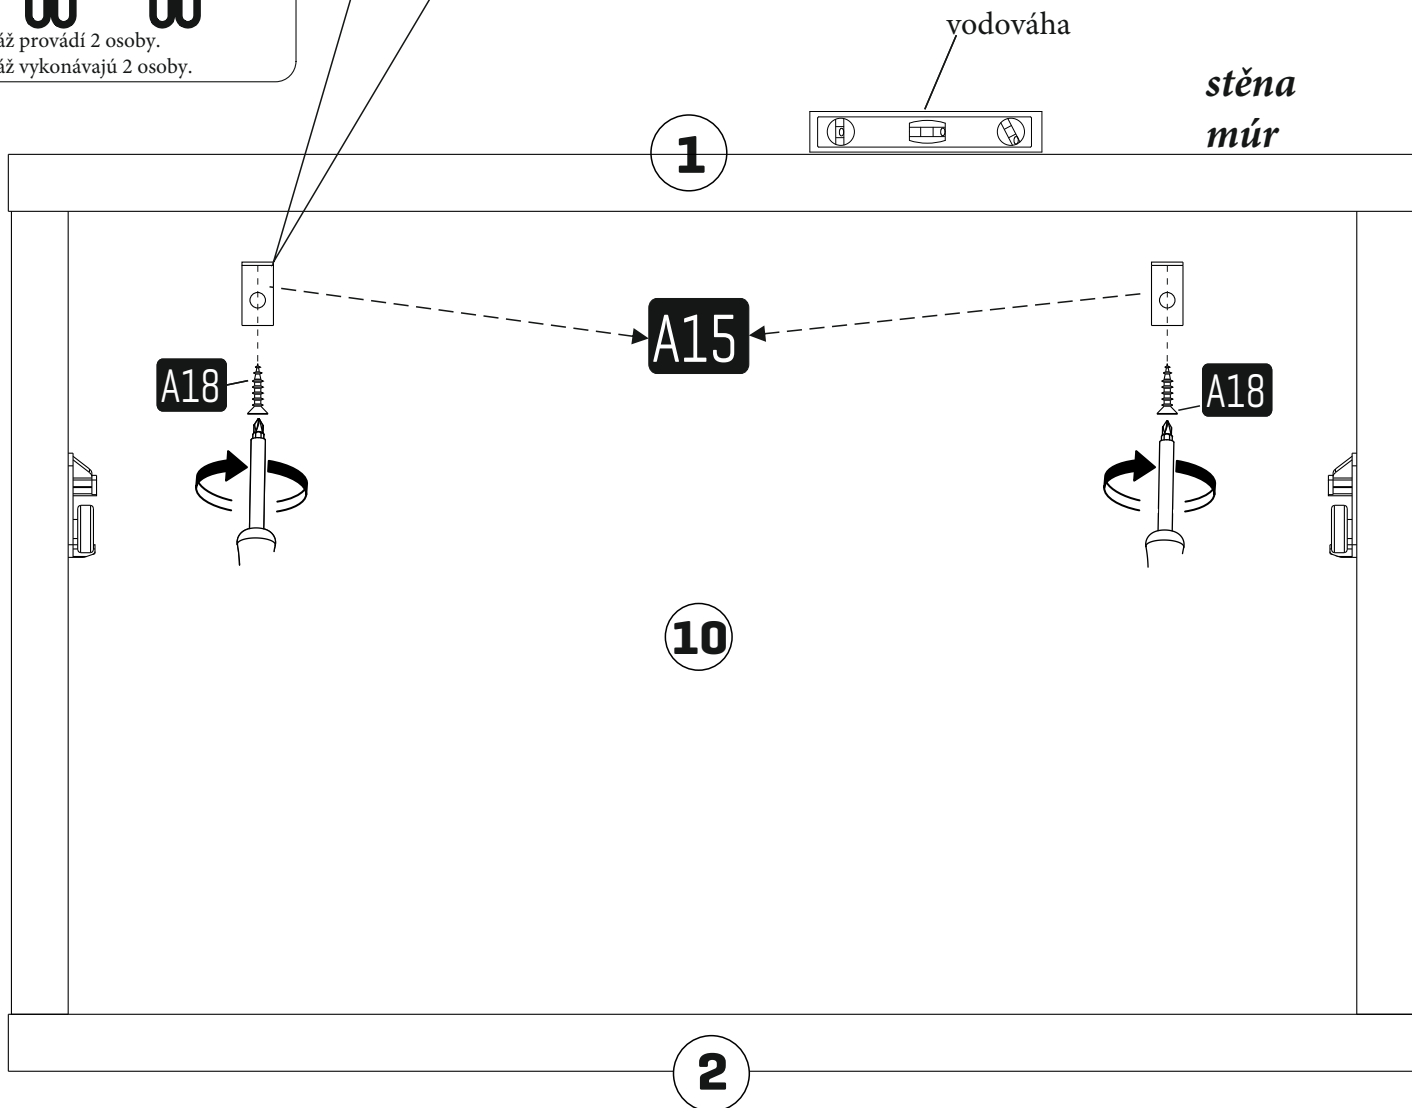 provádí 2 osoby.
vykonávajú 2 osoby.
vodováha
stěna
múr
1
A15
A18
A18
10
2